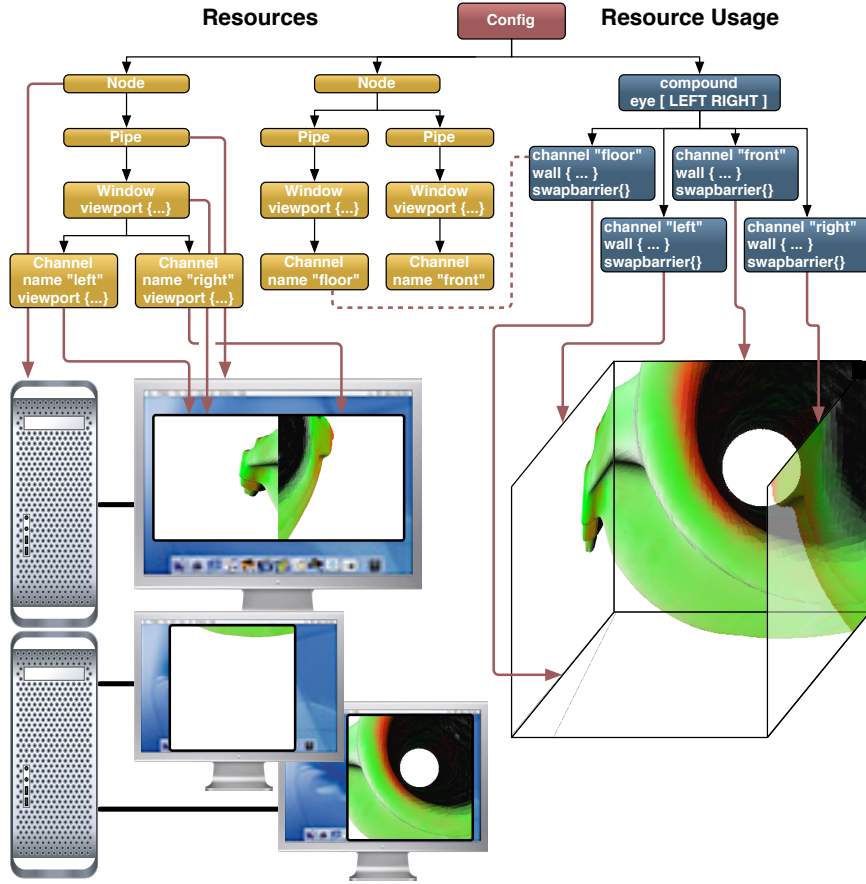 Resources
Resource Usage
Config
Node
Node
compound
eye [ LEFT RIGHT ]
Pipe
Pipe
Pipe
channel "floor"
wall { ... }
swapbarrier{}
channel "front"
wall { ... }
swapbarrier{}
Window
viewport {...}
Window
viewport {...}
Window
viewport {...}
channel "left"
wall { ... }
swapbarrier{}
channel "right"
wall { ... }
swapbarrier{}
Channel
name "left"
viewport {...}
Channel
name "right"
viewport {...}
Channel
name "floor"
Channel
name "front"